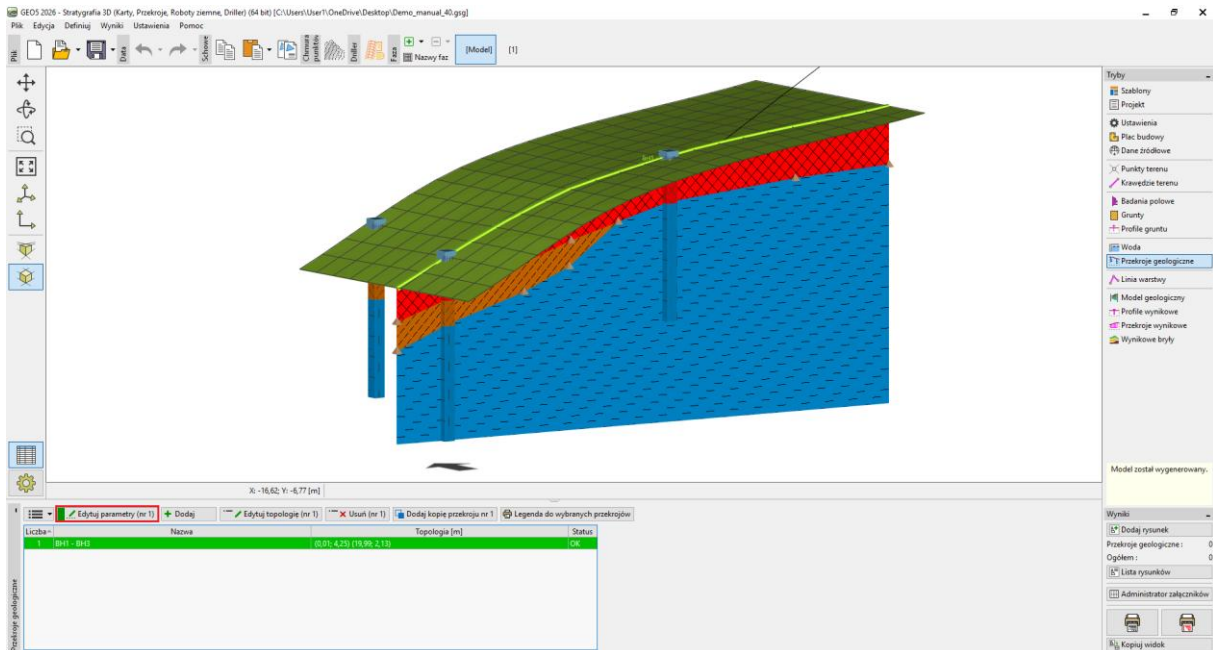 GEO5 2026 - Stratygrafia 3D (Karty, Przekroje, Roboty ziemne, Driller) (64 bit) [C:\Users\User1\OneDrive\Desktop\Demo_manual_40.gsg]
Plik Edycja Definiuj Wyniki Ustawienia Pomoc
Plik
Data
Schowek
Chmura punktów
Driller
Faza
Nazwy faz
[Model]
[1]
Tryby
Szablony
Projekt
Ustawienia
Plac budowy
Dane źródłowe
Punkty terenu
Krawędzie terenu
Badania polowe
Grunty
Profile gruntu
Woda
Przekroje geologiczne
Linia warstwy
Model geologiczny
Profile wynikowe
Przekroje wynikowe
Wynikowe bryły
Model został wygenerowany.
X: -16,62; Y: -6,77 [m]
Edytuj parametry (nr 1) Dodaj Edytuj topologię (nr 1) Usuń (nr 1) Dodaj kopię przekroju nr 1 Legenda do wybranych przekrojów
Liczba Nazwa Topologia [m] Status
1 BH1 - BH3 (0,01; 4,25) (19,99; 2,13) OK
Przekroje geologiczne
Wyniki
Dodaj rysunek
Przekroje geologiczne : 0
Ogółem : 0
Lista rysunków
Administrator załączników
Kopiuj widok